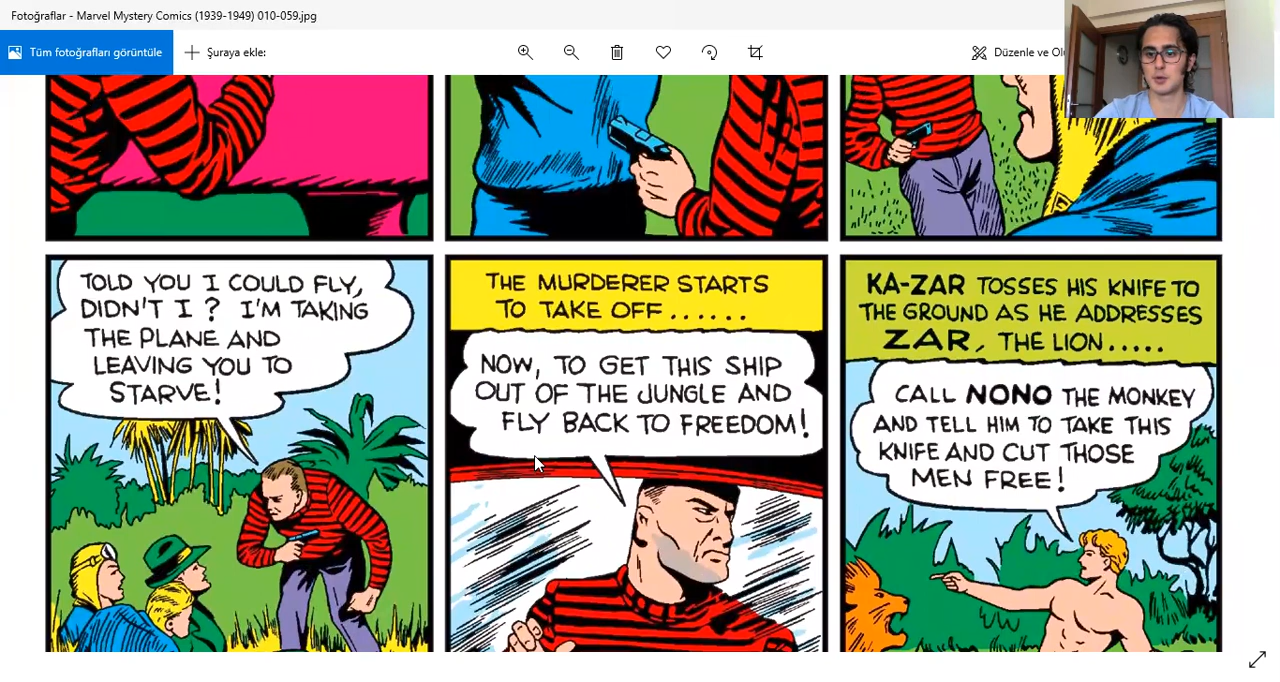 Fotoğraflar - Marvel Mystery Comics (1939-1949) 010-059.jpg
Tüm fotoğrafları görüntüle
Şuraya ekle:
Düzenle ve
TOLD YOU I COULD FLY,
DIDN'T I? I'M TAKING
THE PLANE AND
LEAVING YOU TO
STARVE!
THE MURDERER STARTS
TO TAKE OFF......
NOW, TO GET THIS SHIP
OUT OF THE JUNGLE AND
FLY BACK TO FREEDOM!
KA-ZAR TOSSES HIS KNIFE TO
THE GROUND AS HE ADDRESSES
ZAR, THE LION.....
CALL NONO THE MONKEY
AND TELL HIM TO TAKE THIS
KNIFE AND CUT THOSE
MEN FREE!